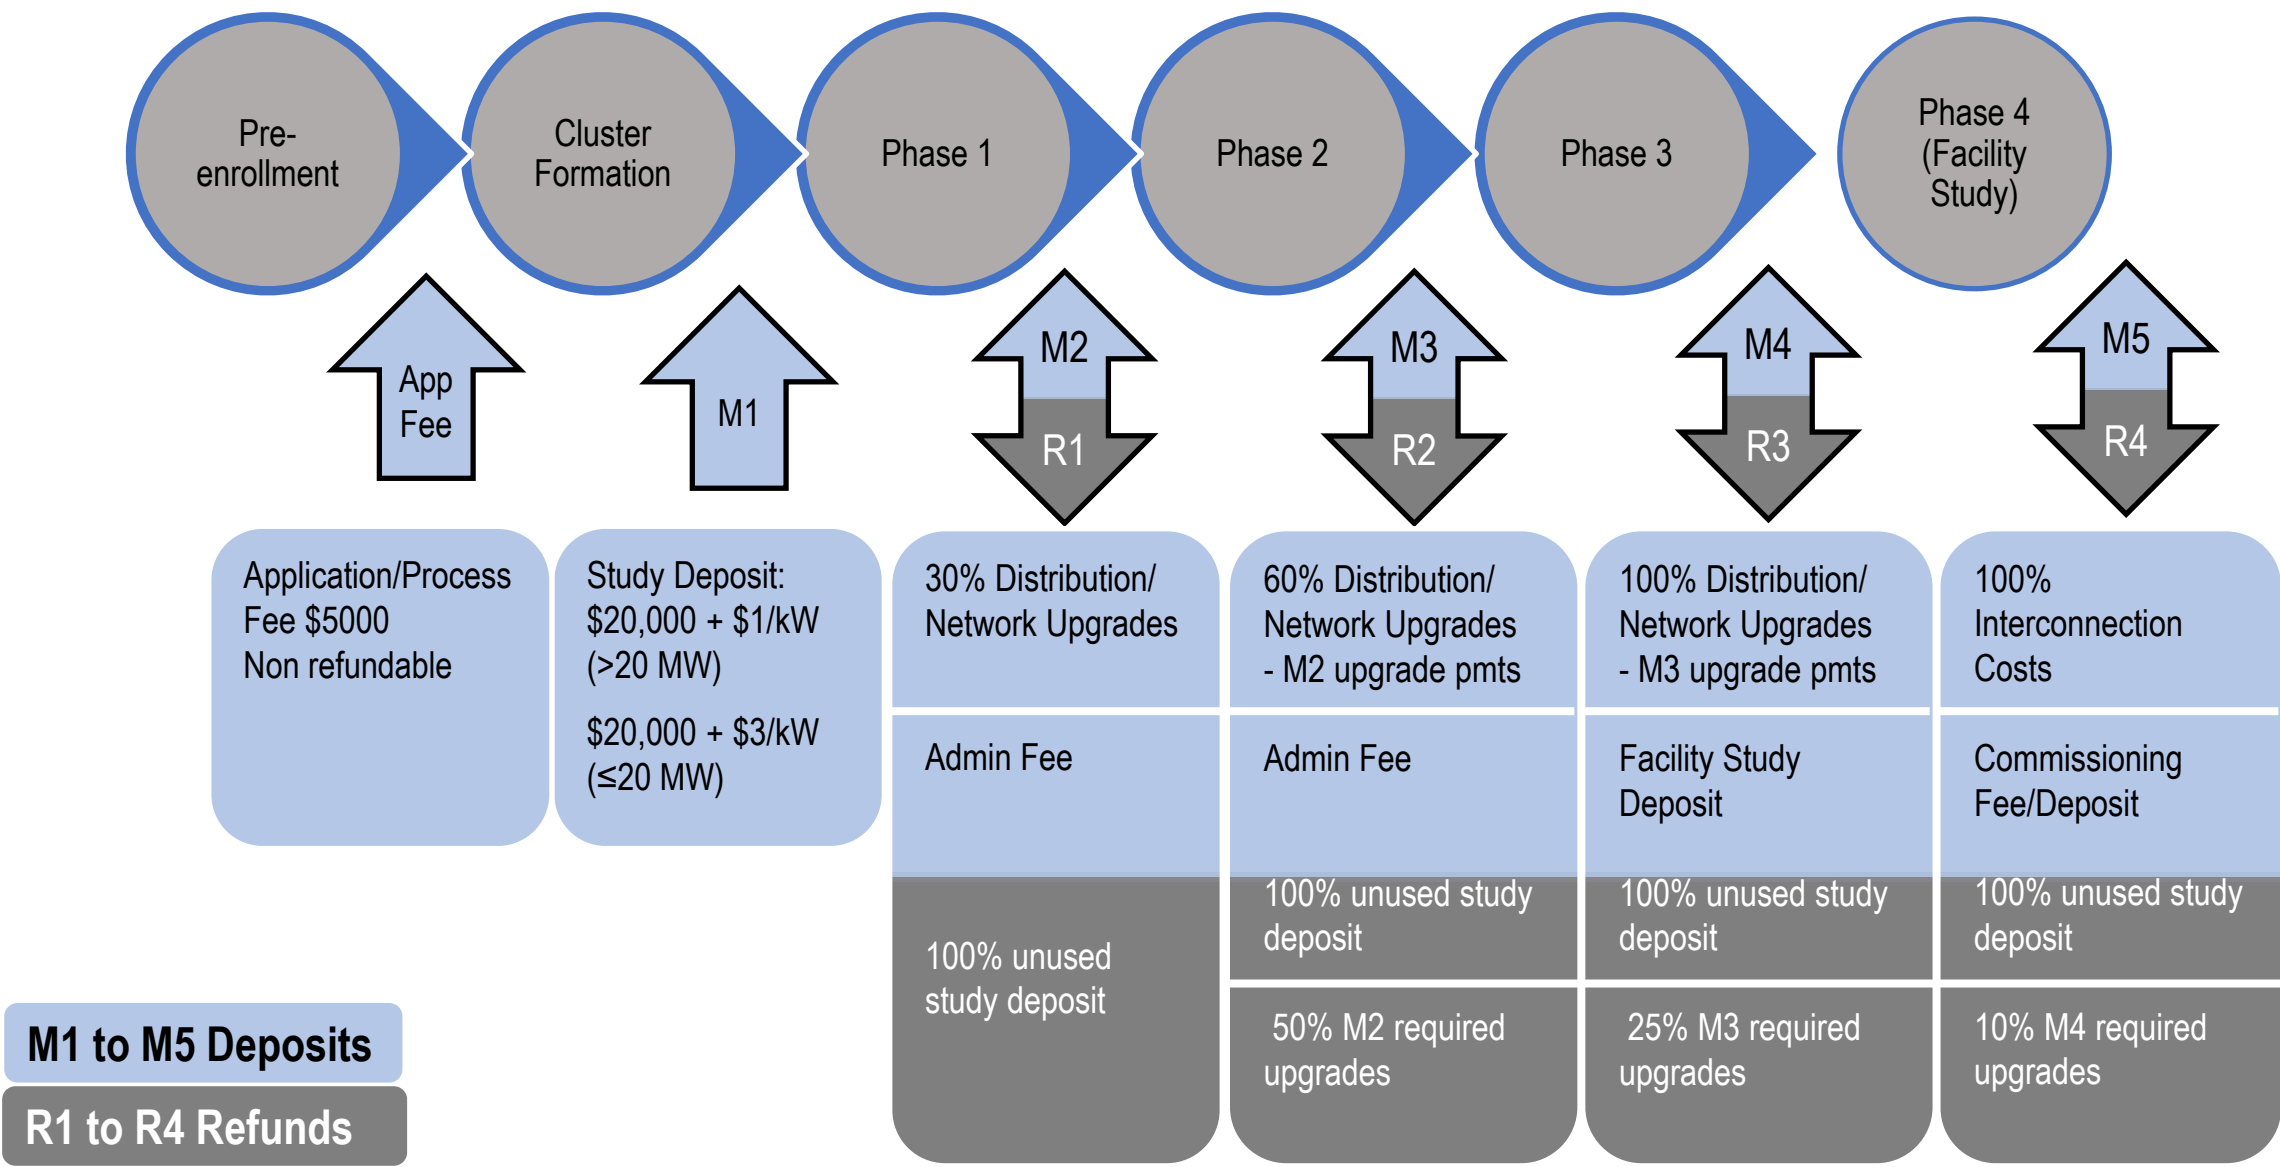 Pre-
enrollment
Cluster
Formation
Phase 1
Phase 2
Phase 3
Phase 4
(Facility
Study)
App
Fee
M1
M2
R1
M3
R2
M4
R3
M5
R4
Application/Process
Fee $5000
Non refundable
Study Deposit:
$20,000 + $1/kW
(>20 MW)
$20,000 + $3/kW
(≤20 MW)
30% Distribution/
Network Upgrades
Admin Fee
100% unused
study deposit
60% Distribution/
Network Upgrades
- M2 upgrade pmts
Admin Fee
100% unused study
deposit
50% M2 required
upgrades
100% Distribution/
Network Upgrades
- M3 upgrade pmts
Facility Study
Deposit
100% unused study
deposit
25% M3 required
upgrades
100%
Interconnection
Costs
Commissioning
Fee/Deposit
100% unused study
deposit
10% M4 required
upgrades
M1 to M5 Deposits
R1 to R4 Refunds